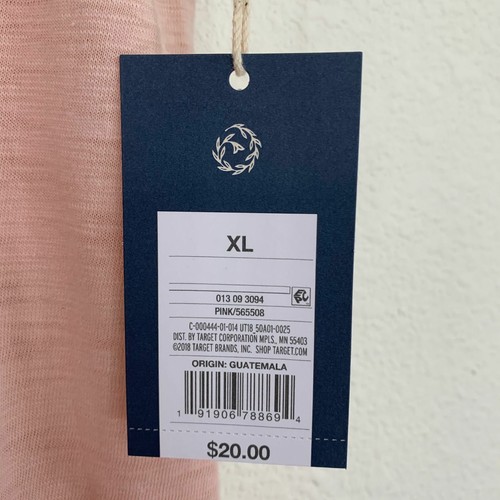 XL
013 09 3094
PINK/565508
C-000444-01-014 UT18_50A01-0025
DIST. BY TARGET CORPORATION MPLS., MN 55403
©2018 TARGET BRANDS, INC. SHOP TARGET.COM
ORIGIN: GUATEMALA
1 91906 78869 4
$20.00